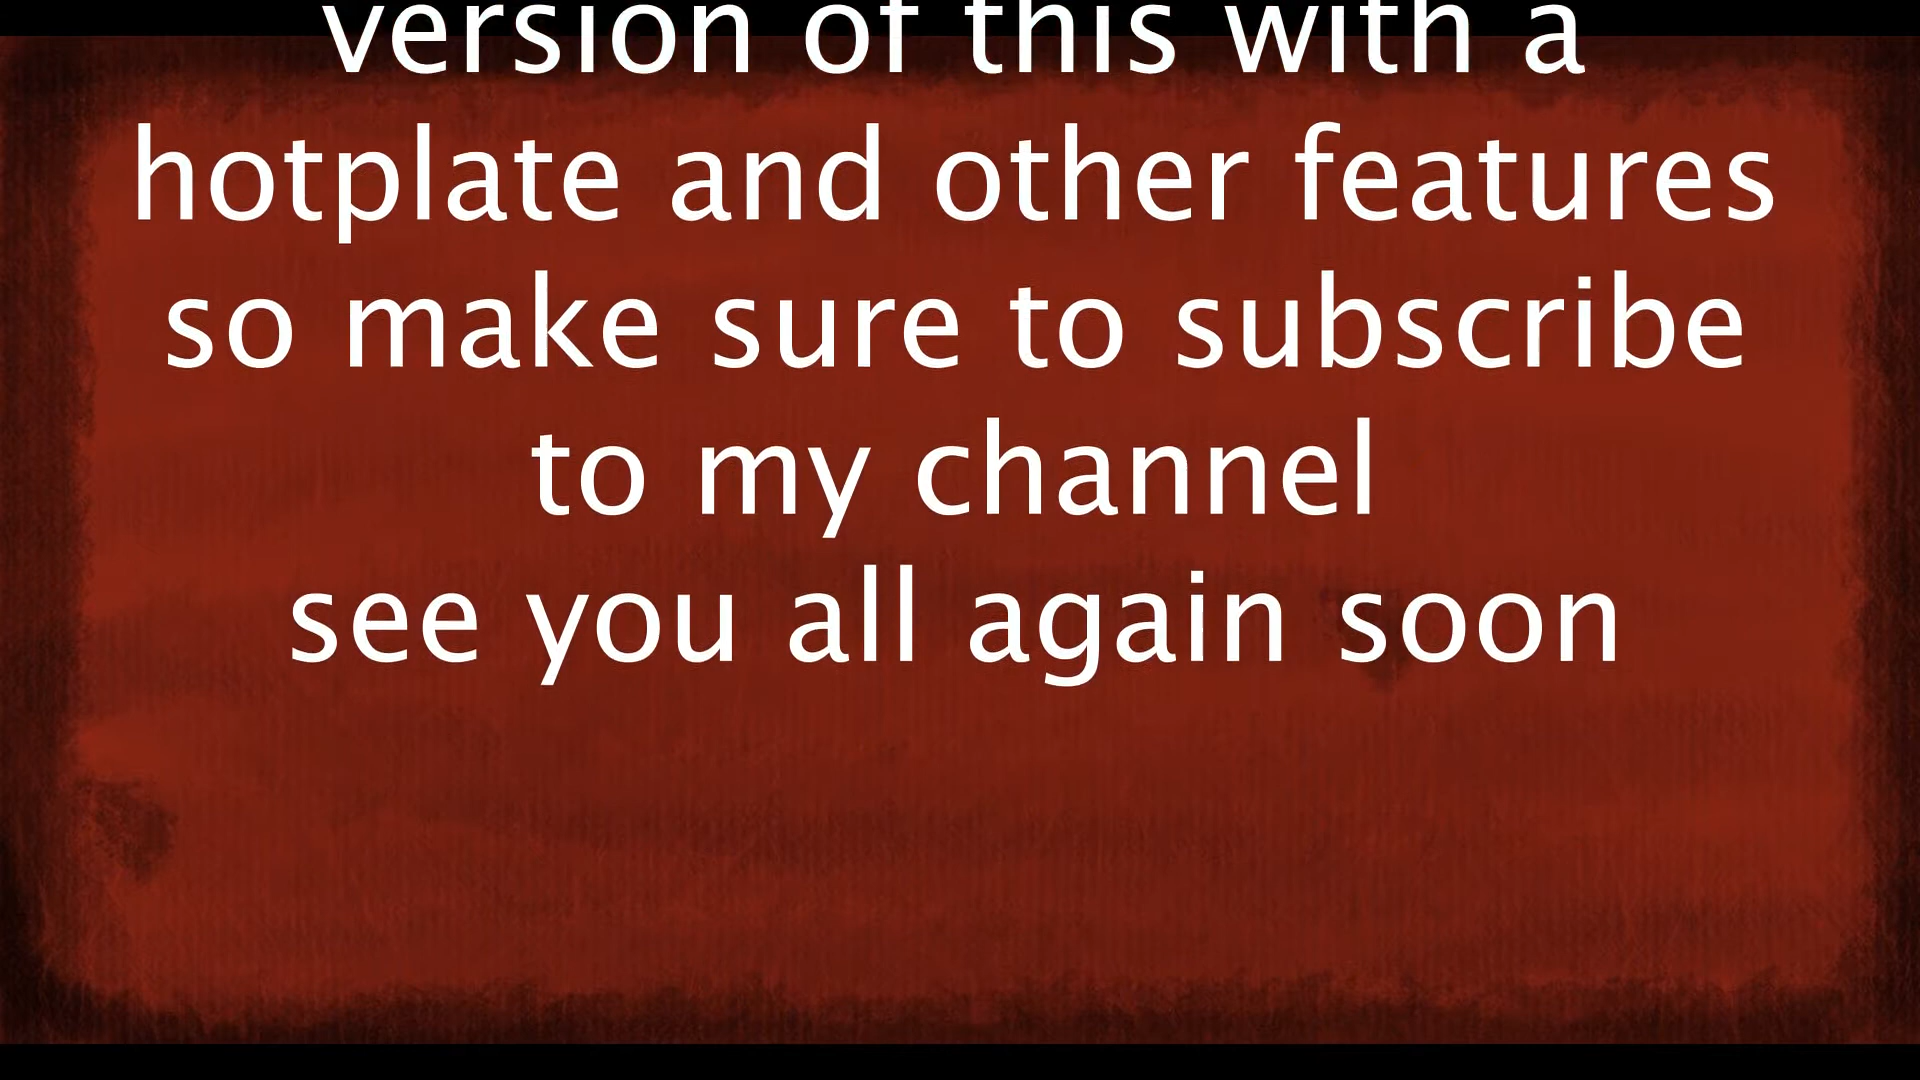 version of this with a
hotplate and other features
so make sure to subscribe
to my channel
see you all again soon